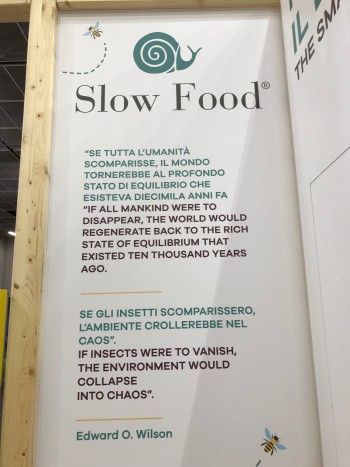 Slow Food®
“SE TUTTA L’UMANITÀ
SCOMPARISSE, IL MONDO
TORNEREBBE AL PROFONDO
STATO DI EQUILIBRIO CHE
ESISTEVA DIECIMILA ANNI FA
“IF ALL MANKIND WERE TO
DISAPPEAR, THE WORLD WOULD
REGENERATE BACK TO THE RICH
STATE OF EQUILIBRIUM THAT
EXISTED TEN THOUSAND YEARS
AGO.
SE GLI INSETTI SCOMPARISSERO,
L’AMBIENTE CROLLEREBBE NEL
CAOS”.
IF INSECTS WERE TO VANISH,
THE ENVIRONMENT WOULD
COLLAPSE
INTO CHAOS”.
Edward O. Wilson
IL
THE